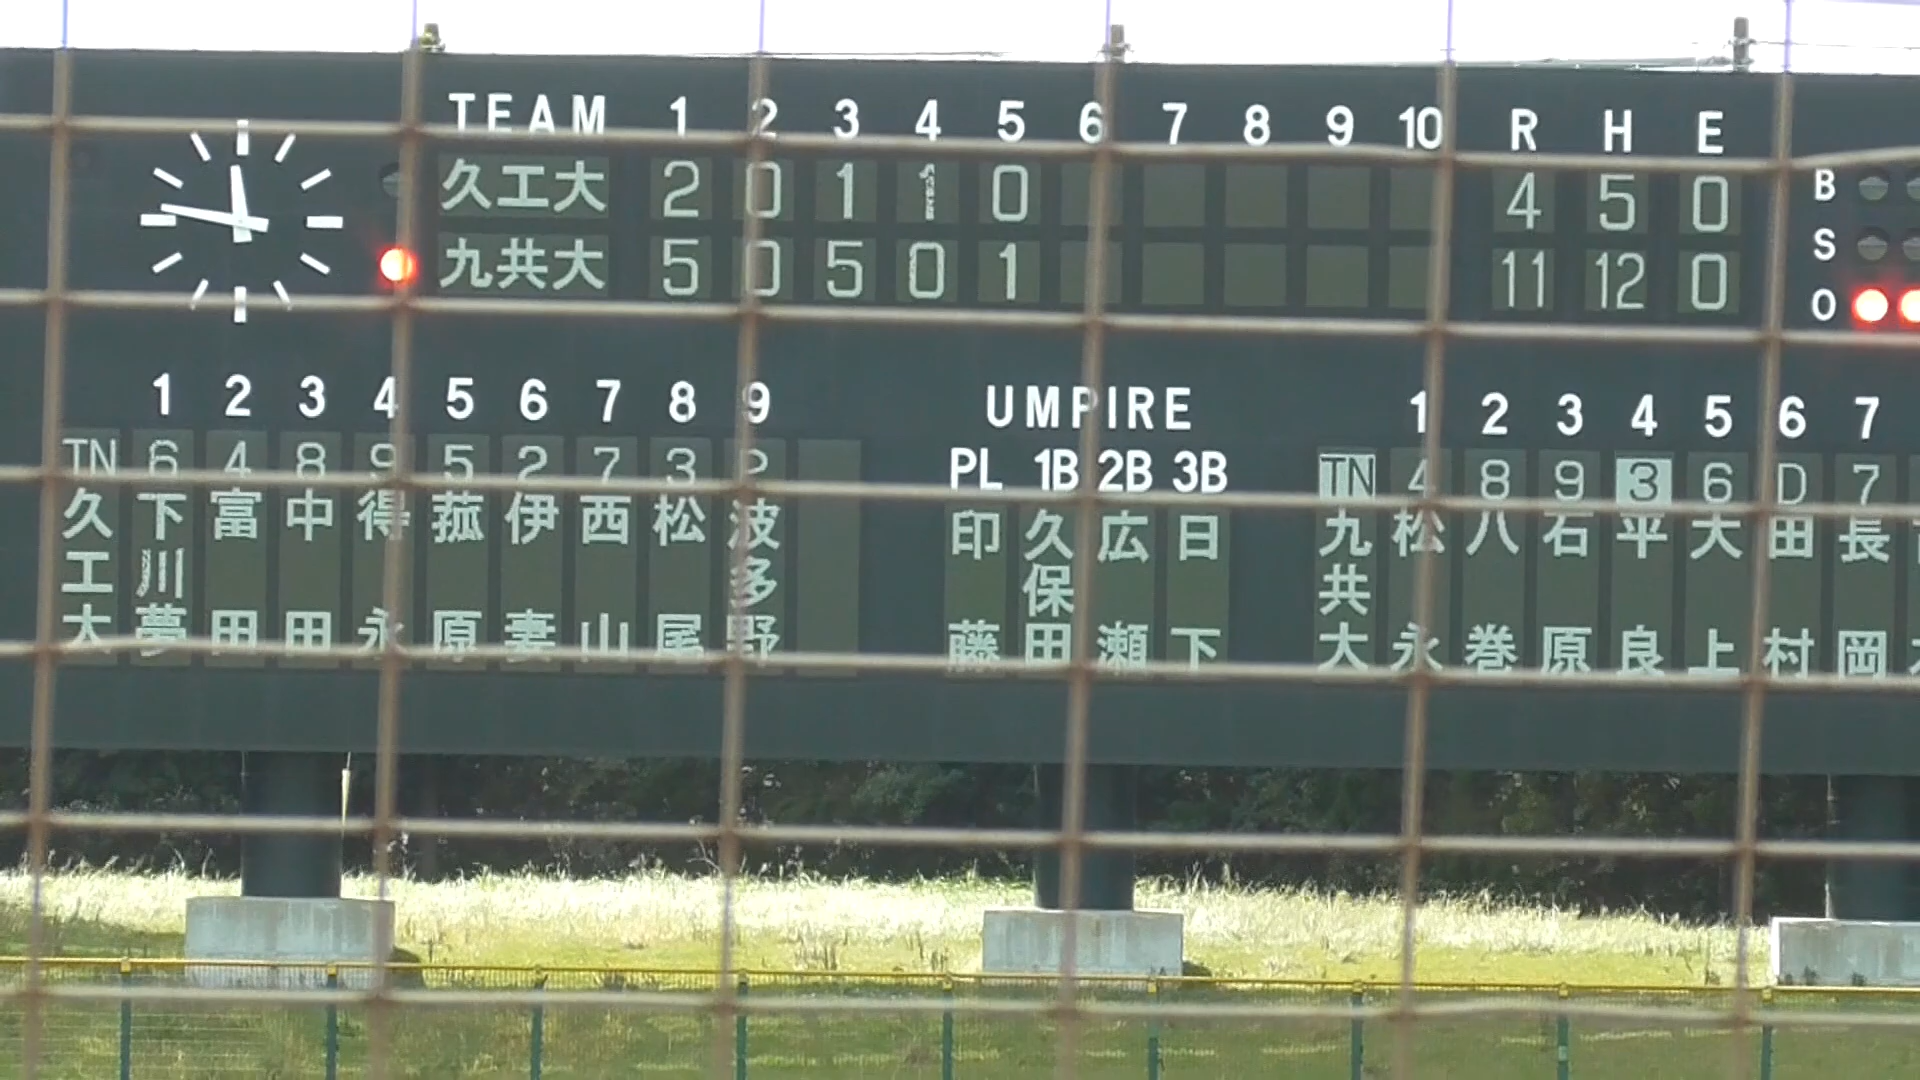 TEAM 1 2 3 4 5 6 7 8 9 10 R H E
久工大 2 0 1 1 0 4 5 0 B
九共大 5 0 5 0 1 11 12 0 S
O
1 2 3 4 5 6 7 8 9
TN 6 4 8 9 5 2 7 3
久工大
下川夢
富田
中田
得永
菰原
伊妻
西山
松尾
波多野
UMPIRE
PL 1B 2B 3B
印藤
久保田
広瀬
日下
1 2 3 4 5 6 7
TN 4 8 9 3 6 D 7
九共大
松永
八巻
石原
平良
大上
田村
長岡